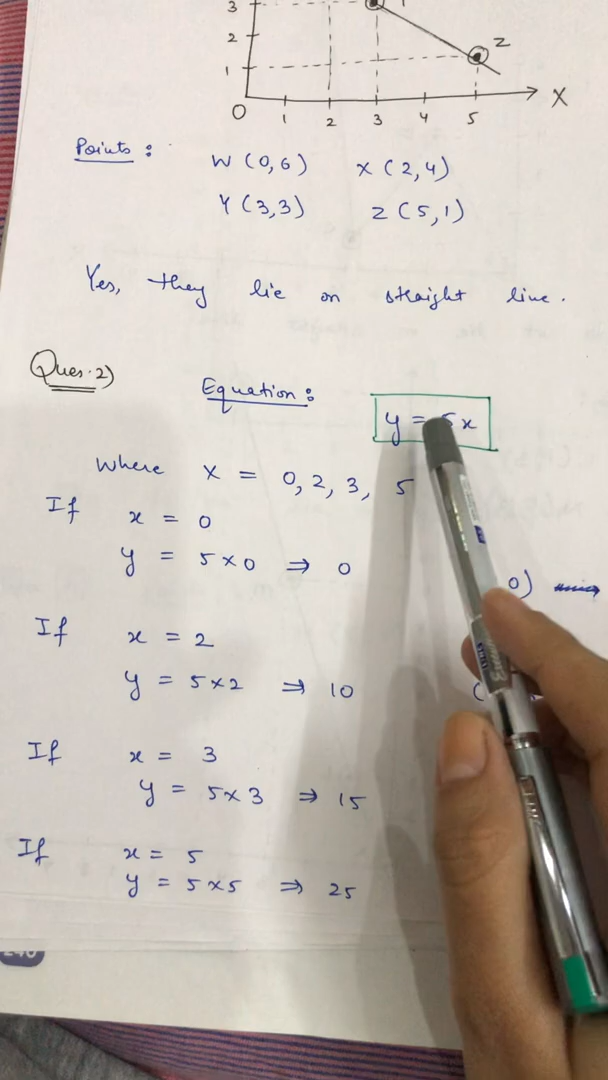 3
2 Z
1
0 1 2 3 4 5 X
Points :
W (0,6) X (2,4)
Y (3,3) Z (5,1)
Yes, they lie on straight line.
Ques. 2) Equation : y = 5x
Where X = 0, 2, 3, 5
If x = 0
y = 5 x 0 ⇒ 0
0)
If x = 2
y = 5 x 2 ⇒ 10 (
If x = 3
y = 5 x 3 ⇒ 15
If x = 5
y = 5 x 5 ⇒ 25